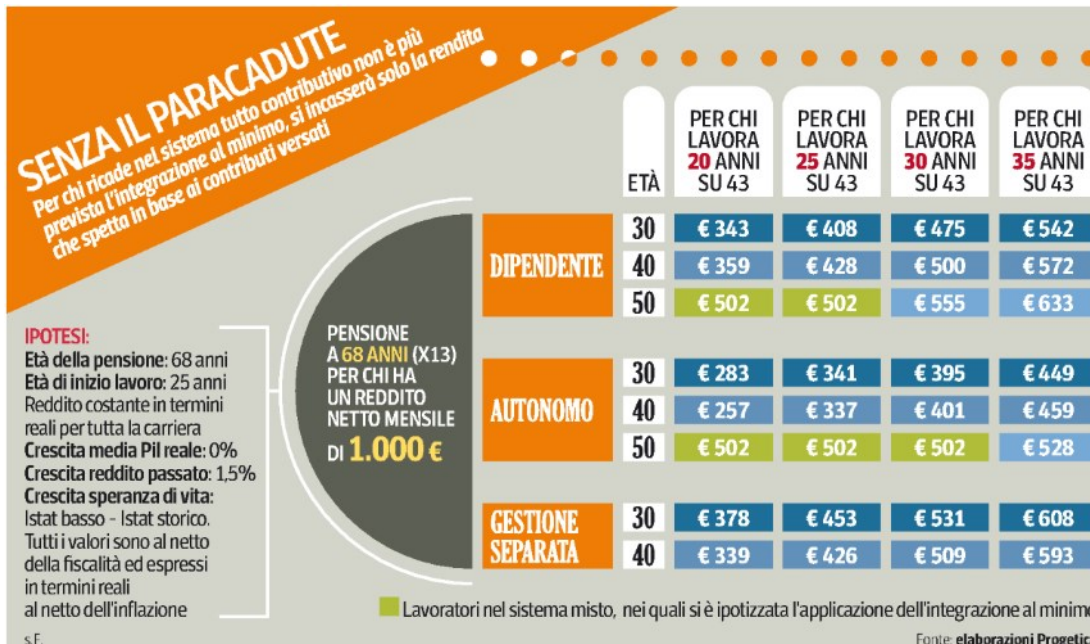 SENZA IL PARACADUTE
Per chi ricade nel sistema tutto contributivo non è più
prevista l'integrazione al minimo, si incasserà solo la rendita
che spetta in base ai contributi versati
IPOTESI:
Età della pensione: 68 anni
Età di inizio lavoro: 25 anni
Reddito costante in termini
reali per tutta la carriera
Crescita media Pil reale: 0%
Crescita reddito passato: 1,5%
Crescita speranza di vita:
Istat basso - Istat storico.
Tutti i valori sono al netto
della fiscalità ed espressi
in termini reali
al netto dell'inflazione
s.F.
PENSIONE
A 68 ANNI (X13)
PER CHI HA
UN REDDITO
NETTO MENSILE
DI 1.000 €
ETÀ
PER CHI
LAVORA
20 ANNI
SU 43
PER CHI
LAVORA
25 ANNI
SU 43
PER CHI
LAVORA
30 ANNI
SU 43
PER CHI
LAVORA
35 ANNI
SU 43
DIPENDENTE
30 € 343 € 408 € 475 € 542
40 € 359 € 428 € 500 € 572
50 € 502 € 502 € 555 € 633
AUTONOMO
30 € 283 € 341 € 395 € 449
40 € 257 € 337 € 401 € 459
50 € 502 € 502 € 502 € 528
GESTIONE
SEPARATA
30 € 378 € 453 € 531 € 608
40 € 339 € 426 € 509 € 593
Lavoratori nel sistema misto, nei quali si è ipotizzata l'applicazione dell'integrazione al minimo
Fonte: elaborazioni Progetic